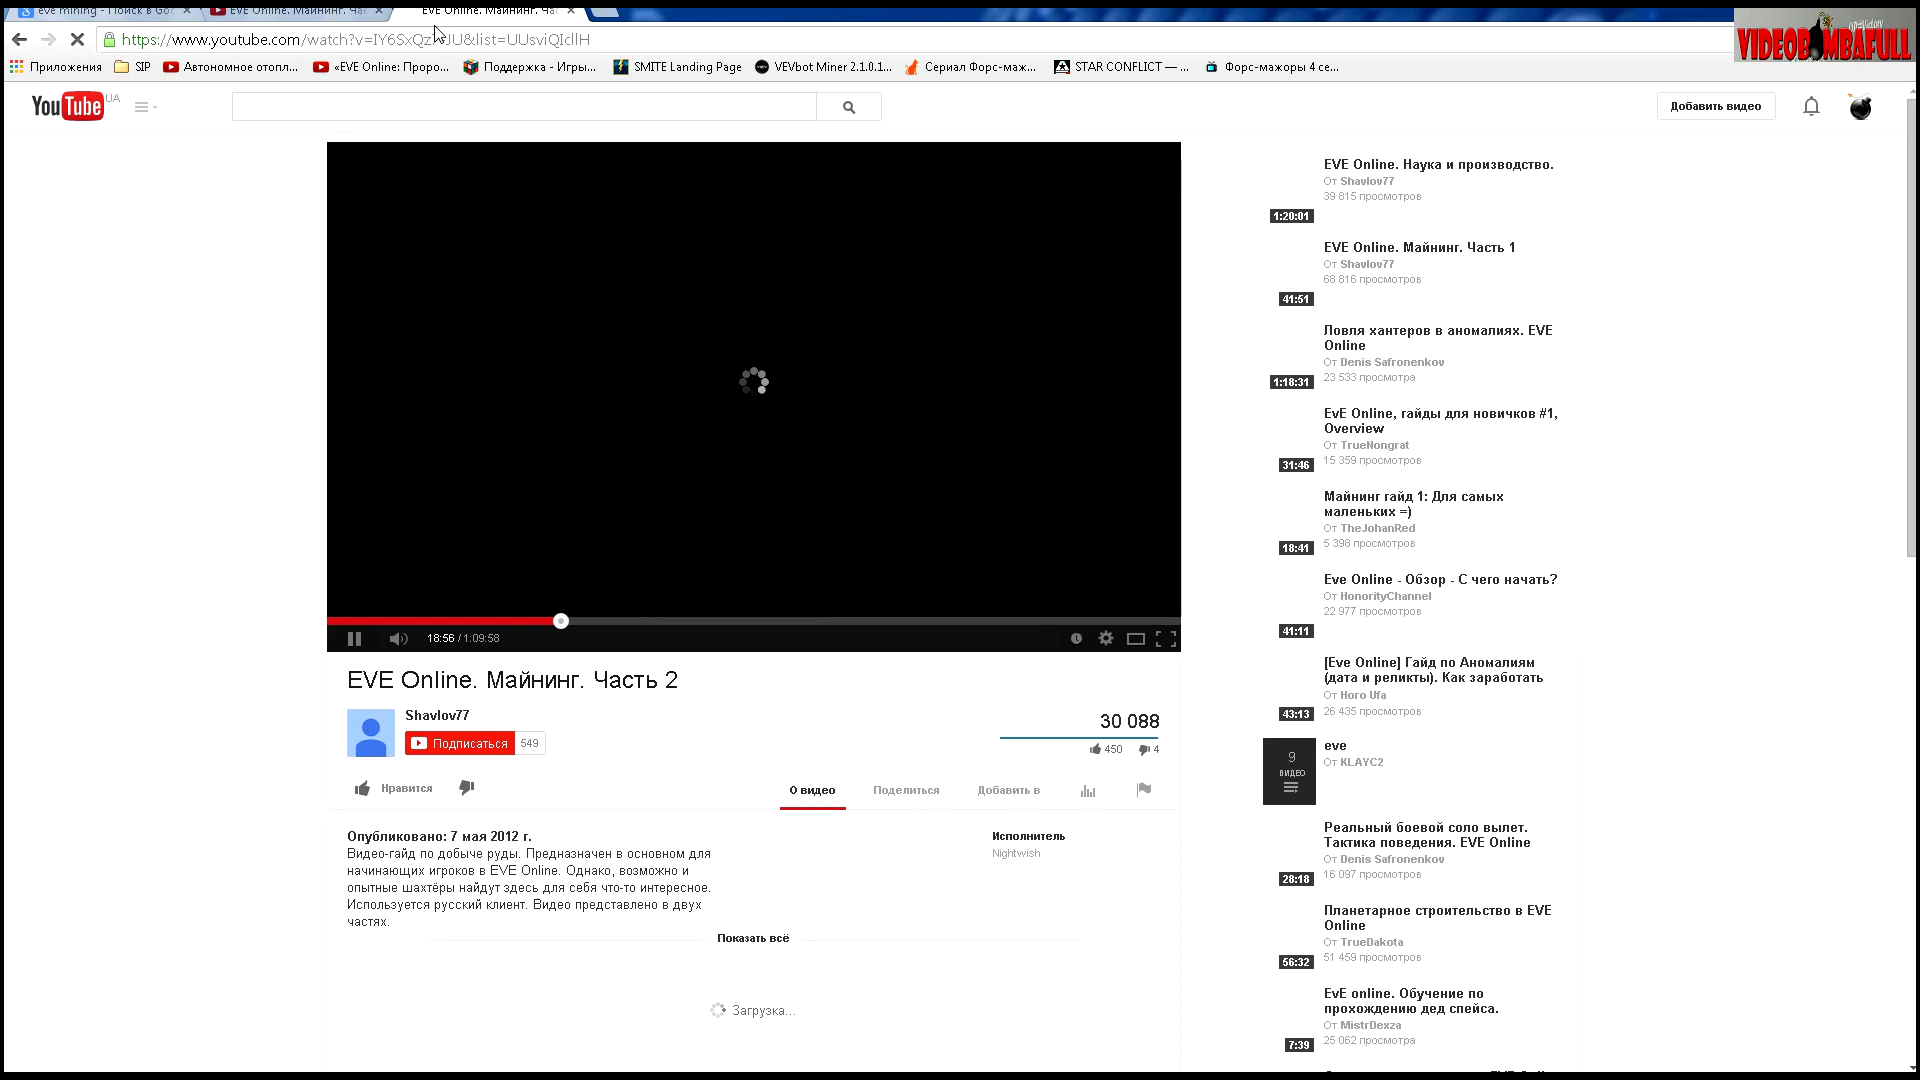 eve mining - Поиск в Goo
EVE Online. Майнинг. Час
EVE Online. Майнинг. Час
https://www.youtube.com/watch?v=IY6SxQz JU&list=UUsviQIcllH
OP=Victory
VIDEOBOMBAFULL
Приложения
SIP
Автономное отопл...
«EVE Online: Проро...
Поддержка - Игры...
SMITE Landing Page
VEVbot Miner 2.1.0.1...
Сериал Форс-маж...
STAR CONFLICT — ...
Форс-мажоры 4 се...
YouTube UA
Добавить видео
18:56 / 1:09:58
EVE Online. Майнинг. Часть 2
Shavlov77
Подписаться 549
30 088
450 4
Нравится
О видео
Поделиться
Добавить в
Опубликовано: 7 мая 2012 г.
Видео-гайд по добыче руды. Предназначен в основном для
начинающих игроков в EVE Online. Однако, возможно и
опытные шахтёры найдут здесь для себя что-то интересное.
Используется русский клиент. Видео представлено в двух
частях.
Исполнитель
Nightwish
Показать всё
Загрузка...
EVE Online. Наука и производство.
От Shavlov77
39 815 просмотров
1:20:01
EVE Online. Майнинг. Часть 1
От Shavlov77
68 816 просмотров
41:51
Ловля хантеров в аномалиях. EVE
Online
От Denis Safronenkov
23 533 просмотра
1:18:31
EvE Online, гайды для новичков #1,
Overview
От TrueNongrat
15 359 просмотров
31:46
Майнинг гайд 1: Для самых
маленьких =)
От TheJohanRed
5 398 просмотров
18:41
Eve Online - Обзор - С чего начать?
От HonorityChannel
22 977 просмотров
41:11
[Eve Online] Гайд по Аномалиям
(дата и реликты). Как заработать
От Horo Ufa
26 435 просмотров
43:13
eve
От KLAYC2
9
ВИДЕО
Реальный боевой соло вылет.
Тактика поведения. EVE Online
От Denis Safronenkov
16 097 просмотров
28:18
Планетарное строительство в EVE
Online
От TrueDakota
51 459 просмотров
56:32
EvE online. Обучение по
прохождению дед спейса.
От MistrDexza
25 062 просмотра
7:39